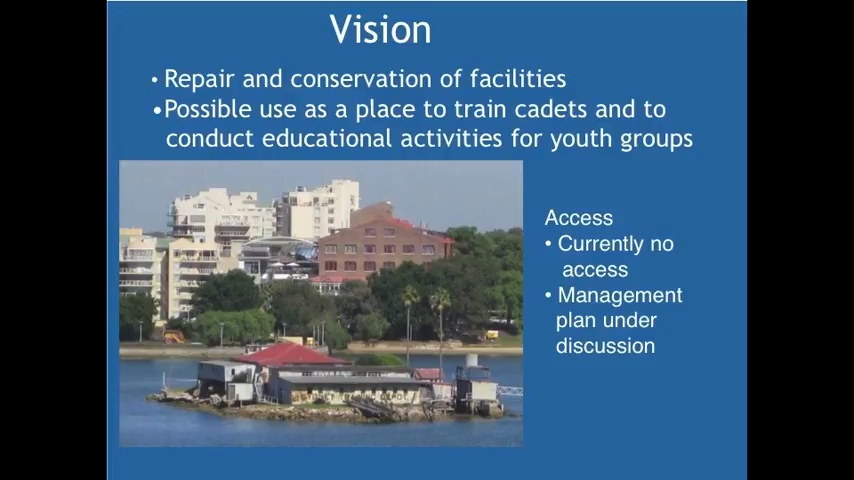 Vision
• Repair and conservation of facilities
•Possible use as a place to train cadets and to
conduct educational activities for youth groups
Access
• Currently no
access
• Management
plan under
discussion